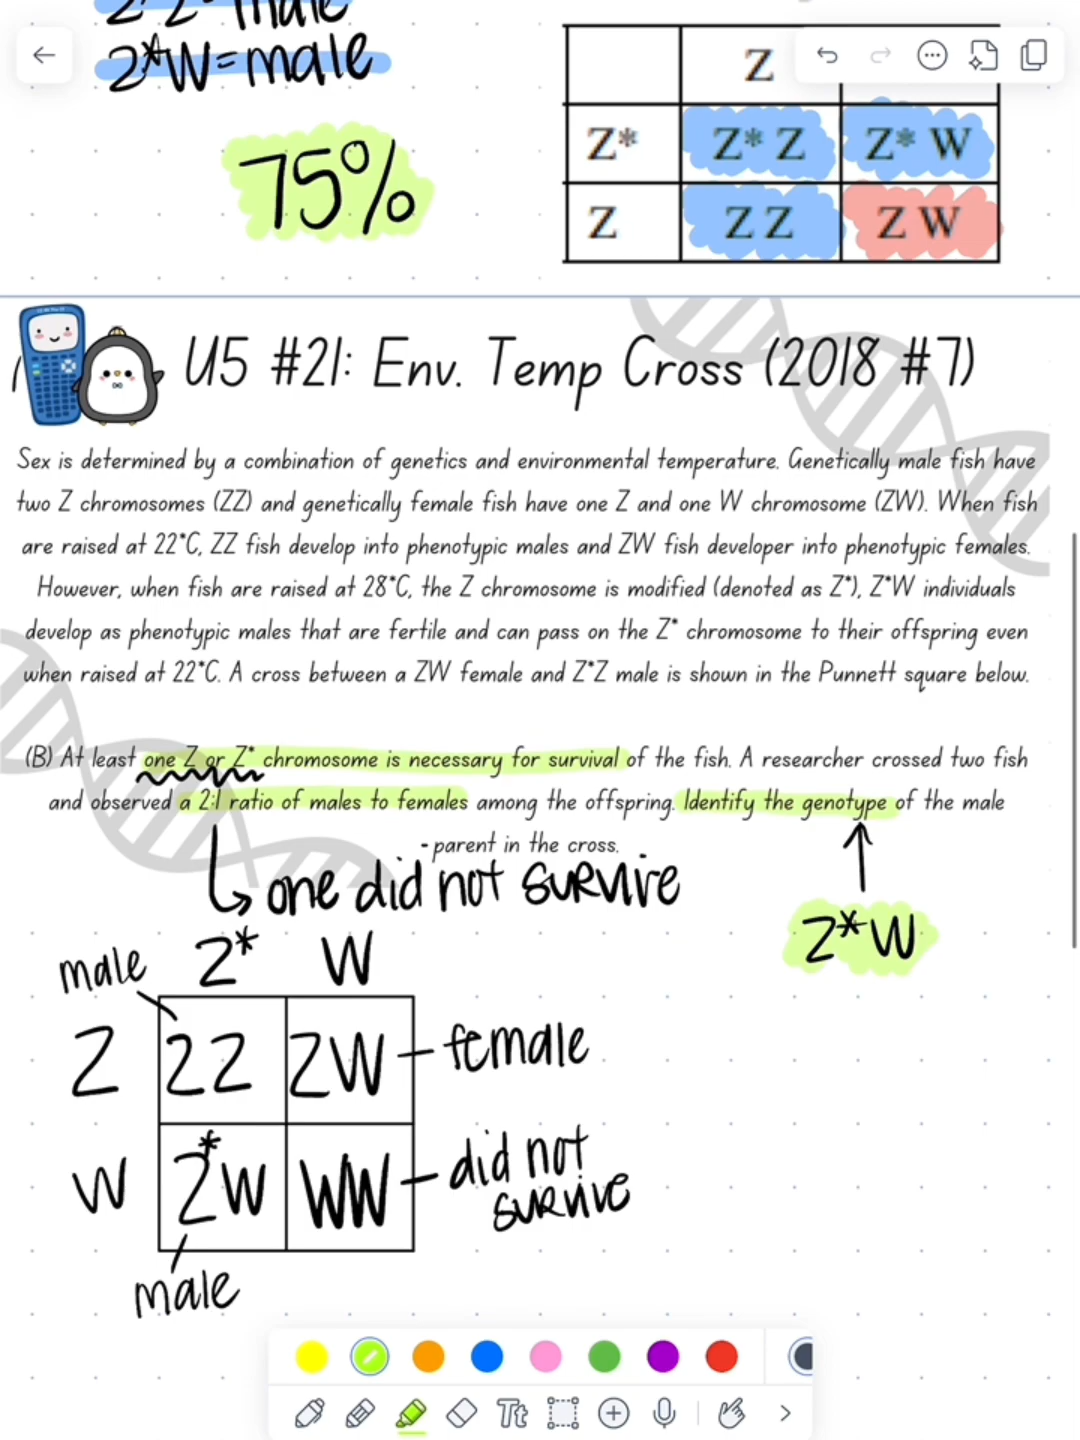 Z*Z=male
Z*W=male
75%
Z
Z* Z* Z Z* W
Z Z Z Z W
U5 #21: Env. Temp Cross (2018 #7)
Sex is determined by a combination of genetics and environmental temperature. Genetically male fish have
two Z chromosomes (ZZ) and genetically female fish have one Z and one W chromosome (ZW). When fish
are raised at 22°C, ZZ fish develop into phenotypic males and ZW fish developer into phenotypic females.
However, when fish are raised at 28°C, the Z chromosome is modified (denoted as Z*), Z*W individuals
develop as phenotypic males that are fertile and can pass on the Z* chromosome to their offspring even
when raised at 22°C. A cross between a ZW female and Z*Z male is shown in the Punnett square below.
(B) At least one Z or Z* chromosome is necessary for survival of the fish. A researcher crossed two fish
and observed a 2:1 ratio of males to females among the offspring. Identify the genotype of the male
-parent in the cross.
one did not survive
Z*W
male Z* W
Z ZZ ZW - female
W Z*W WW - did not
survive
male
Tt